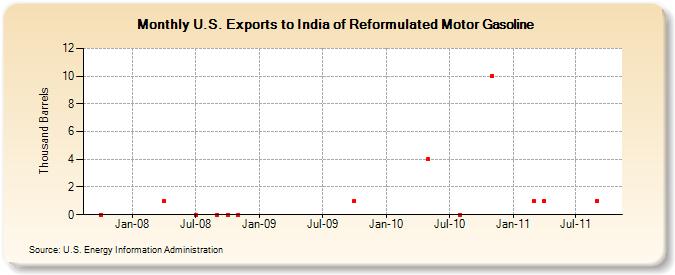 Monthly U.S. Exports to India of Reformulated Motor Gasoline
Thousand Barrels
12
10
8
6
4
2
0
Jan-08 Jul-08 Jan-09 Jul-09 Jan-10 Jul-10 Jan-11 Jul-11
Source: U.S. Energy Information Administration